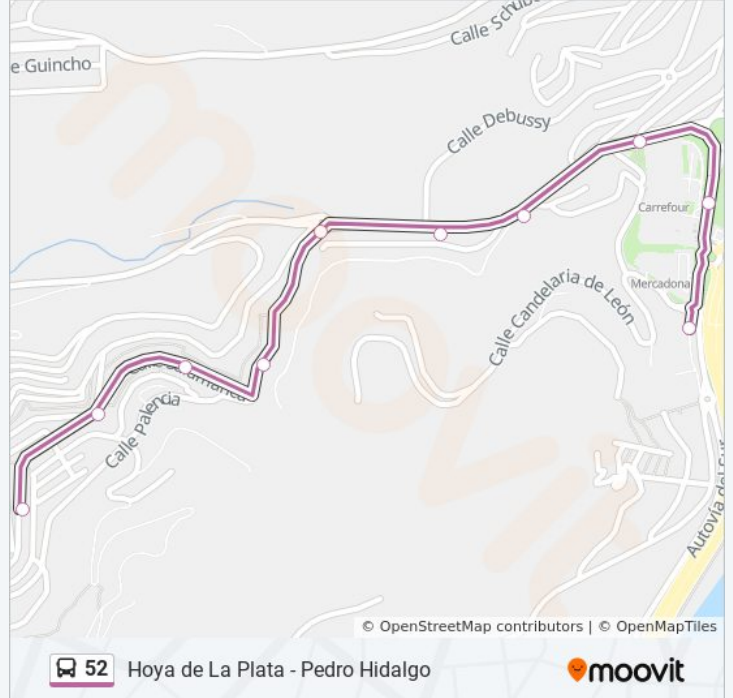 Calle Schub
e Guincho
Calle Debussy
Carrefour
Mercadona
Calle Candelaria de León
Calle Palencia
Autovía del Sur
moovit
© OpenStreetMap contributors | © OpenMapTiles
52 Hoya de La Plata - Pedro Hidalgo
moovit